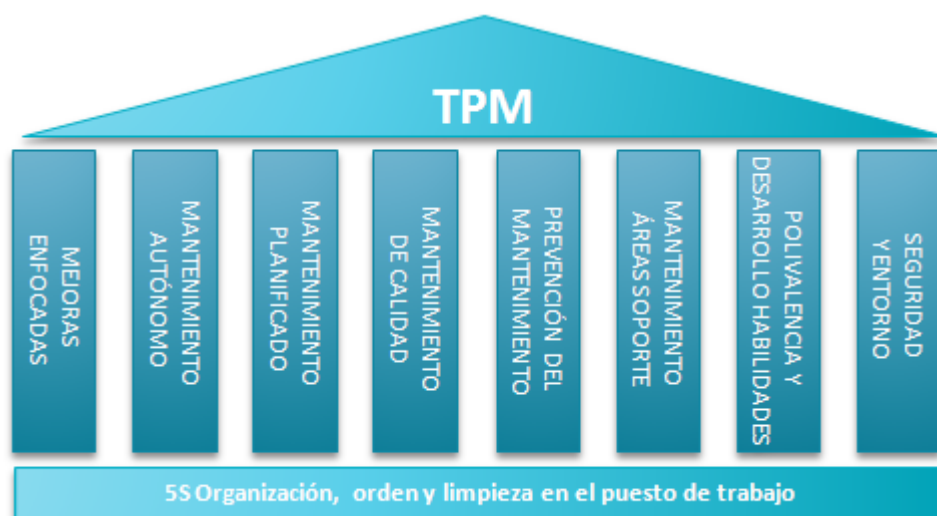 TPM
MEJORAS
ENFOCADAS
MANTENIMIENTO
AUTÓNOMO
MANTENIMIENTO
PLANIFICADO
MANTENIMIENTO
DE CALIDAD
PREVENCIÓN DEL
MANTENIMIENTO
MANTENIMIENTO
ÁREAS SOPORTE
POLIVALENCIA Y
DESARROLLO HABILIDADES
SEGURIDAD
Y ENTORNO
5S Organización, orden y limpieza en el puesto de trabajo